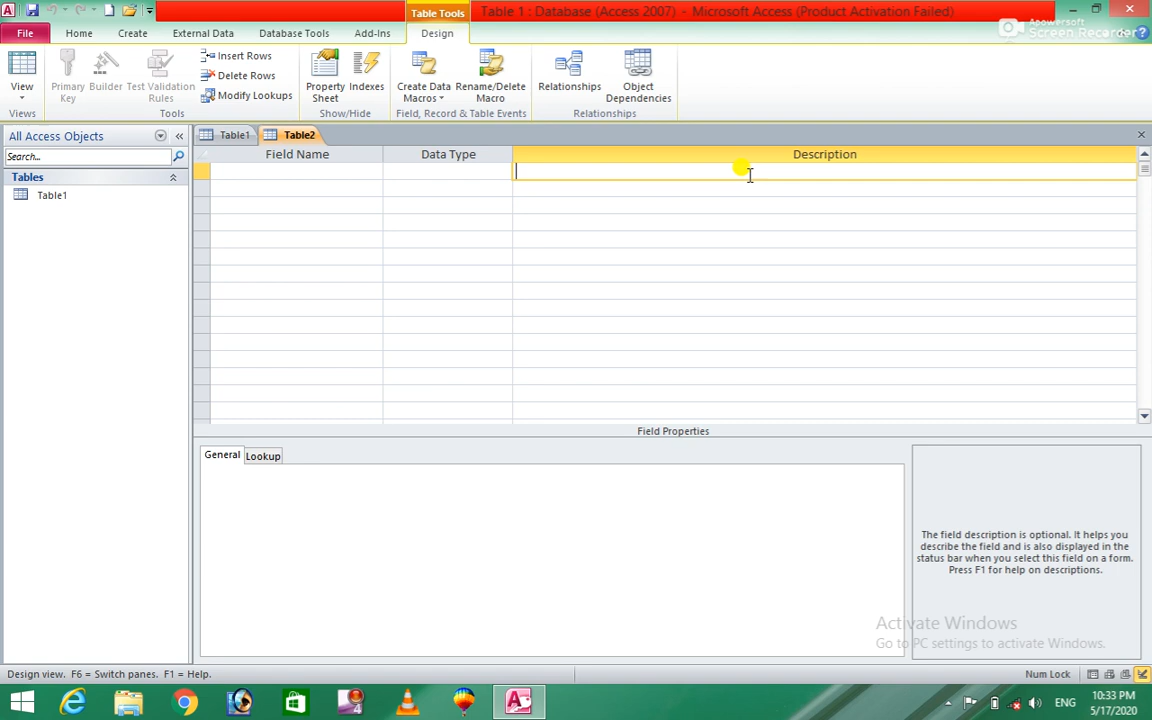 Table Tools
Table 1 : Database (Access 2007) - Microsoft Access (Product Activation Failed)
Apowersoft
Screen Recorder
File
Home
Create
External Data
Database Tools
Add-Ins
Design
View
Primary Key
Builder
Test Validation Rules
Insert Rows
Delete Rows
Modify Lookups
Property Sheet
Indexes
Create Data Macros
Rename/Delete Macro
Relationships
Object Dependencies
Views
Tools
Show/Hide
Field, Record & Table Events
Relationships
All Access Objects
Search...
Tables
Table1
Table1
Table2
Field Name
Data Type
Description
Field Properties
General
Lookup
The field description is optional. It helps you
describe the field and is also displayed in the
status bar when you select this field on a form.
Press F1 for help on descriptions.
Activate Windows
Go to PC settings to activate Windows.
Design view. F6 = Switch panes. F1 = Help.
Num Lock
ENG
10:33 PM
5/17/2020